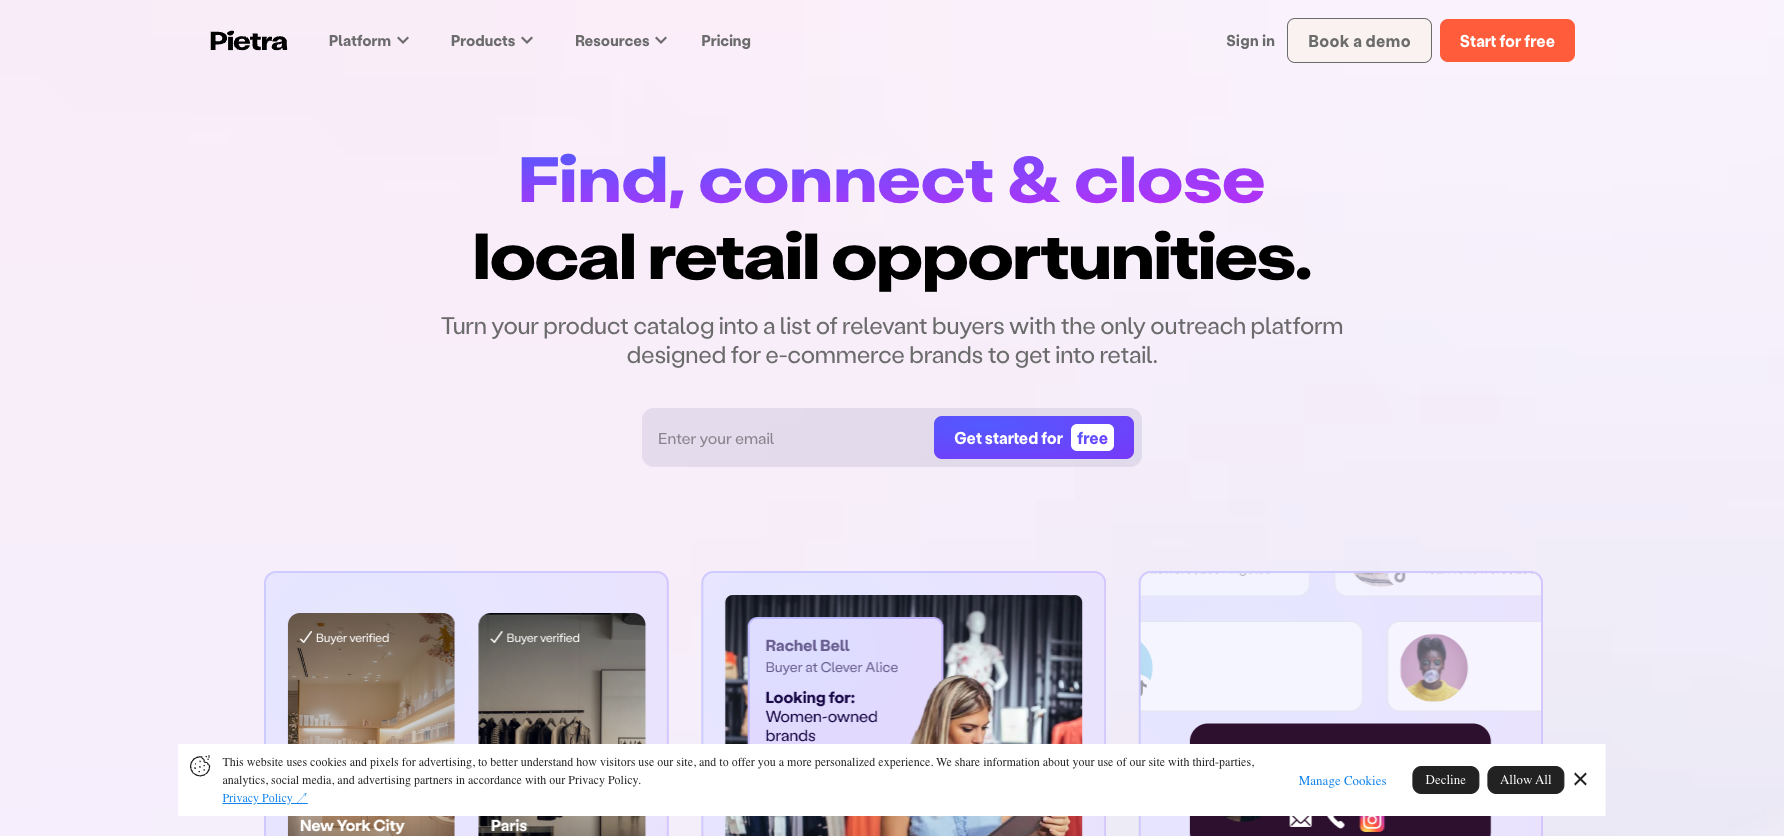 Pietra
Platform
Products
Resources
Pricing
Sign in
Book a demo
Start for free
Find, connect & close
local retail opportunities.
Turn your product catalog into a list of relevant buyers with the only outreach platform
designed for e-commerce brands to get into retail.
Enter your email
Get started for free
Buyer verified
Buyer verified
Rachel Bell
Buyer at Clever Alice
Looking for:
Women-owned
brands
This website uses cookies and pixels for advertising, to better understand how visitors use our site, and to offer you a more personalized experience. We share information about your use of our site with third-parties,
analytics, social media, and advertising partners in accordance with our Privacy Policy.
Privacy Policy
Manage Cookies
Decline
Allow All
New York City
Paris